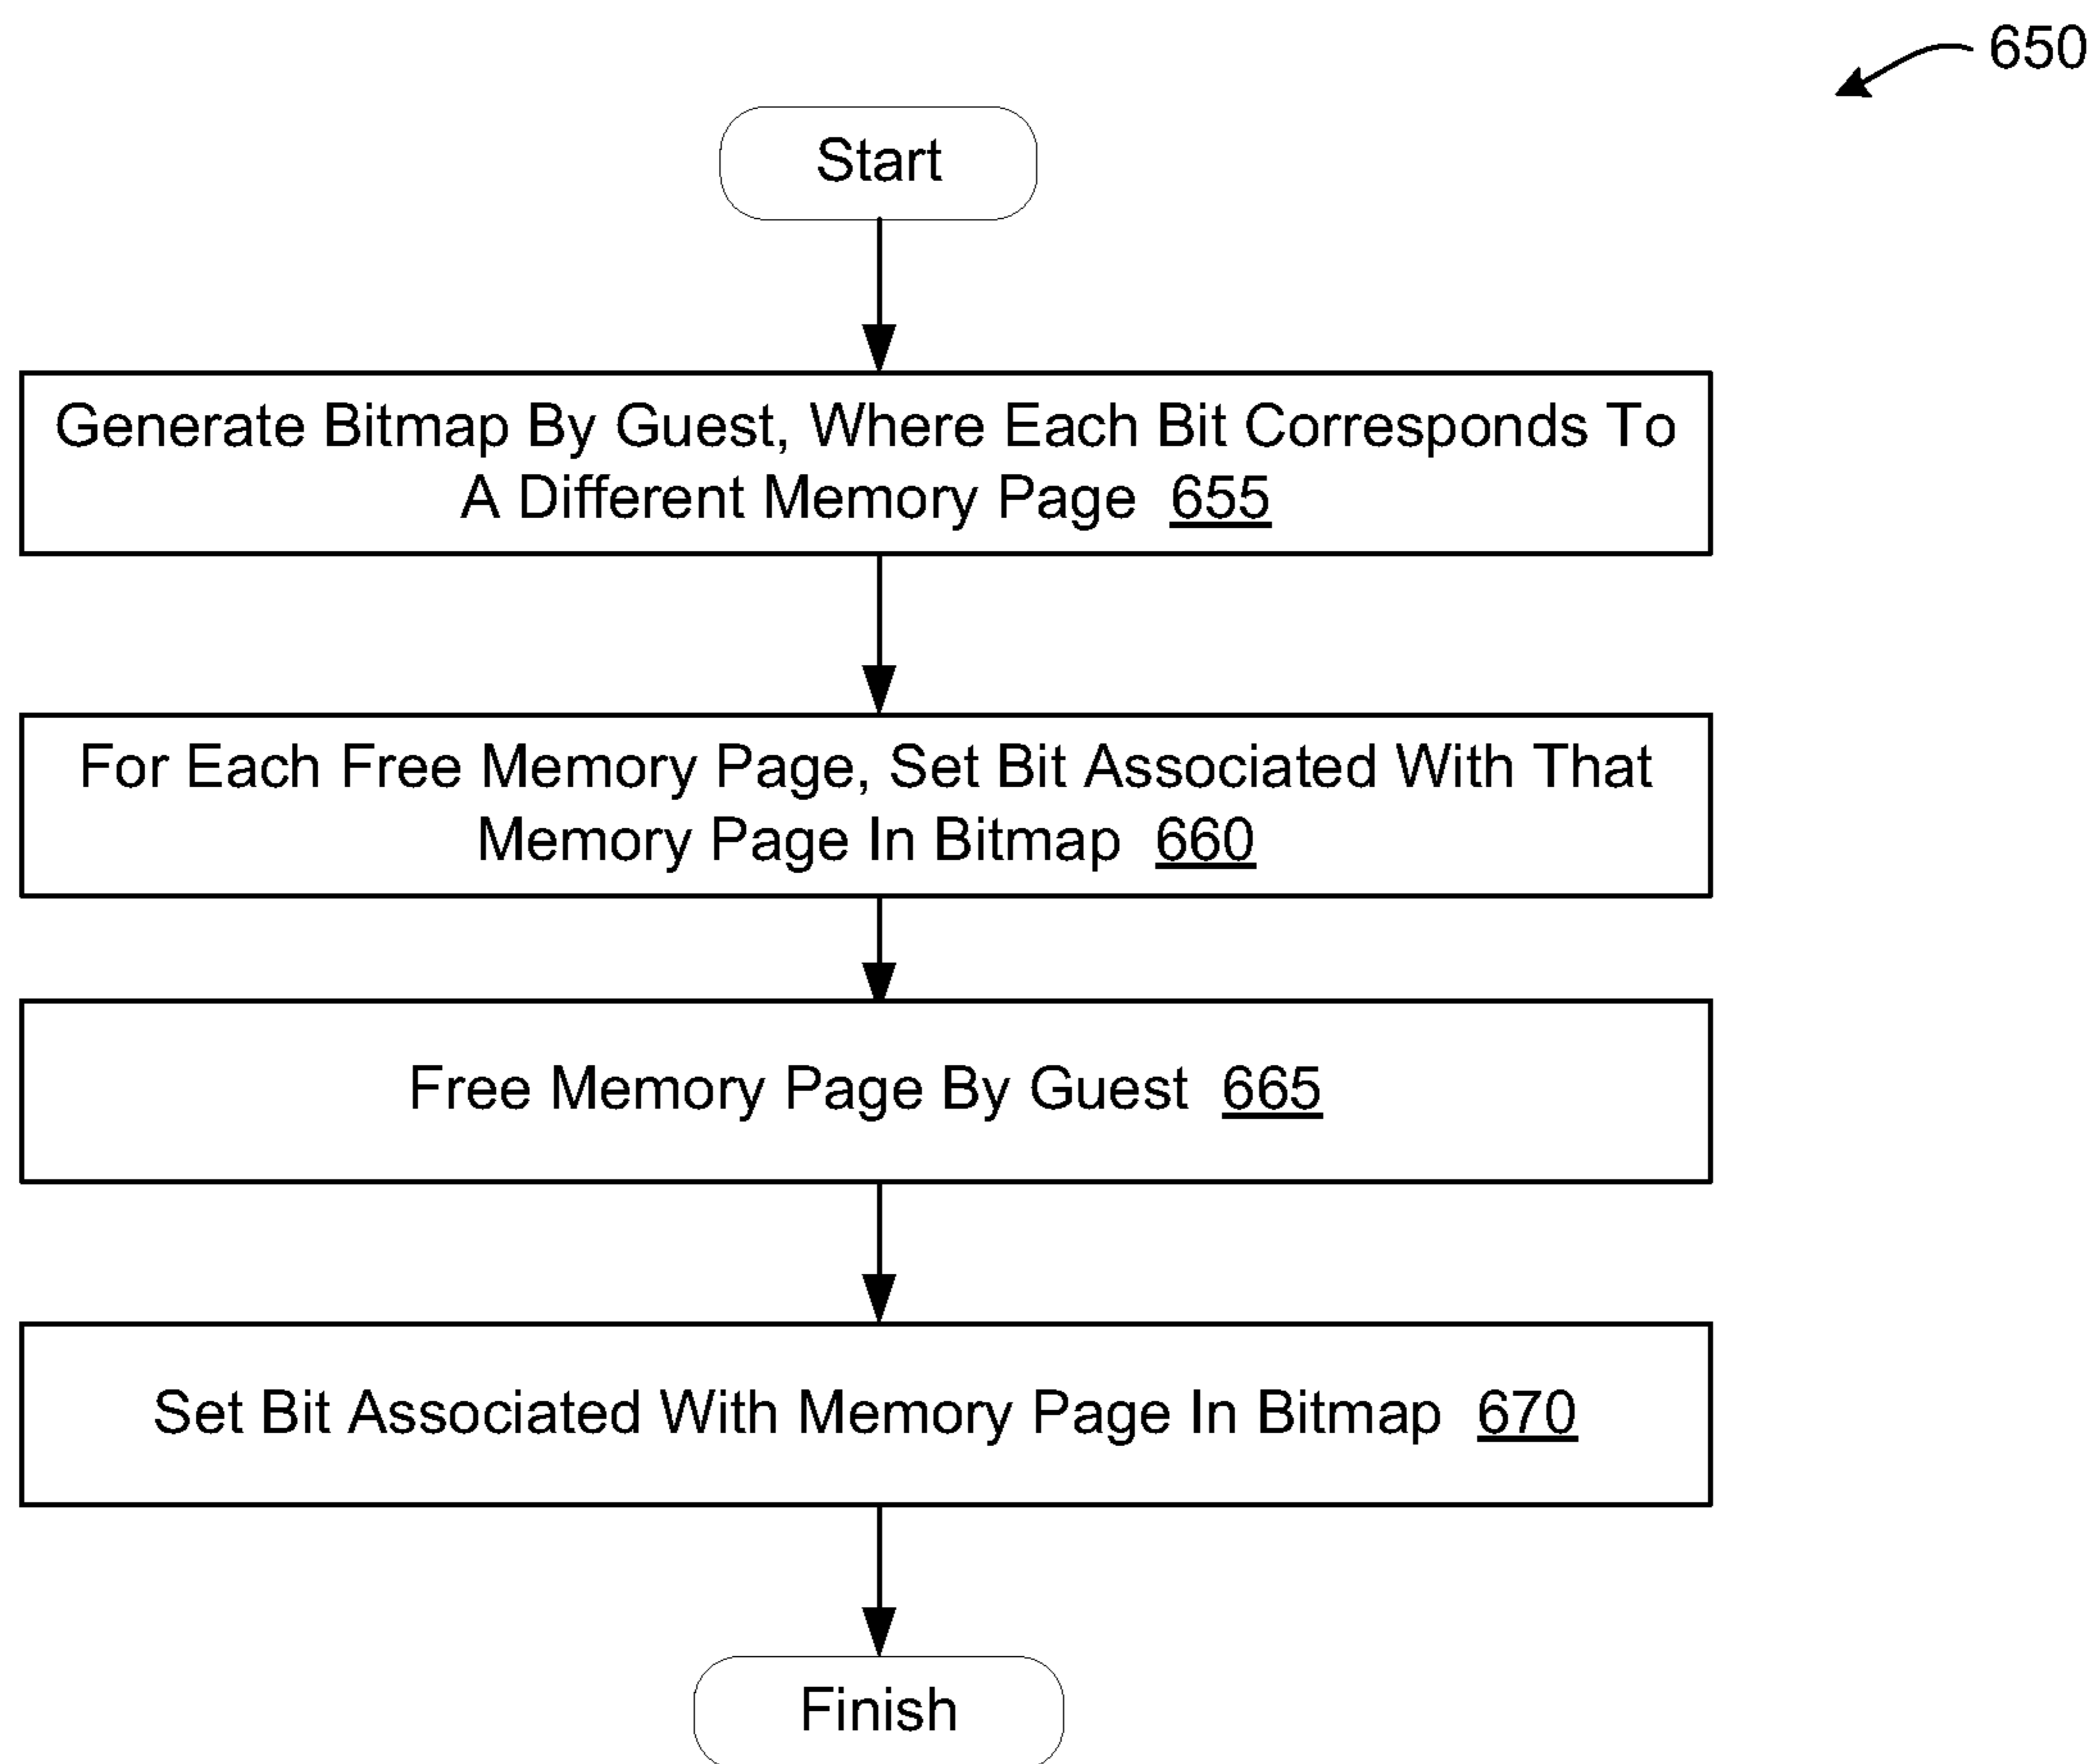 650
Start
Generate Bitmap By Guest, Where Each Bit Corresponds To
A Different Memory Page 655
For Each Free Memory Page, Set Bit Associated With That
Memory Page In Bitmap 660
Free Memory Page By Guest 665
Set Bit Associated With Memory Page In Bitmap 670
Finish